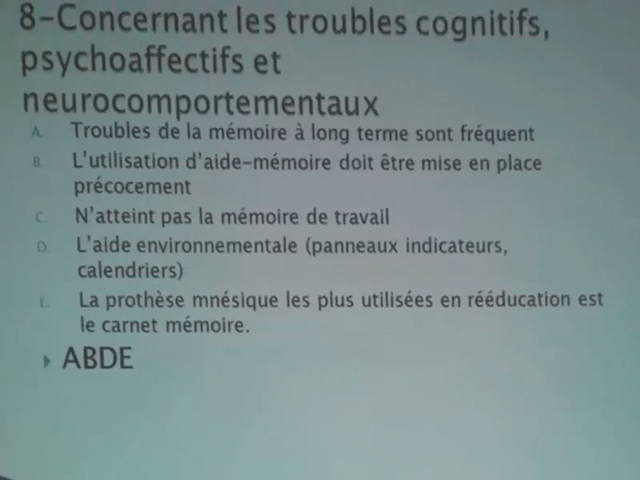 8-Concernant les troubles cognitifs,
psychoaffectifs et
neurocomportementaux
A. Troubles de la mémoire à long terme sont fréquent
B. L'utilisation d'aide-mémoire doit être mise en place
précocement
C. N'atteint pas la mémoire de travail
D. L'aide environnementale (panneaux indicateurs,
calendriers)
E. La prothèse mnésique les plus utilisées en rééducation est
le carnet mémoire.
ABDE